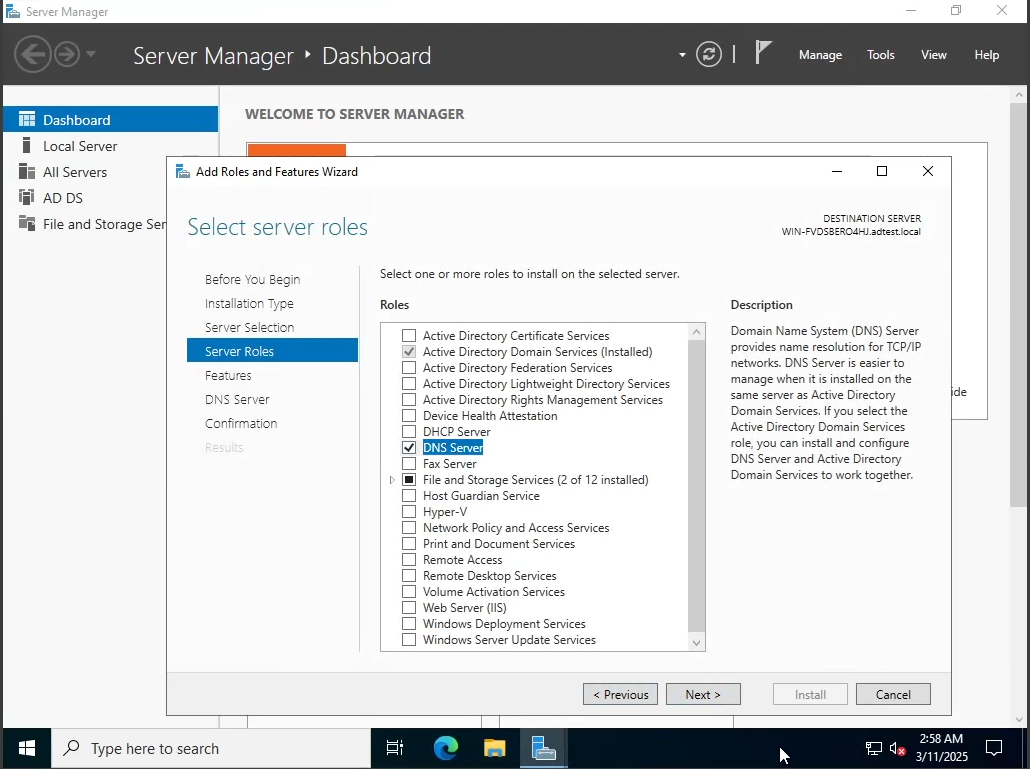 Server Manager
Server Manager ‣ Dashboard
Manage
Tools
View
Help
Dashboard
Local Server
All Servers
AD DS
File and Storage Ser
WELCOME TO SERVER MANAGER
Add Roles and Features Wizard
Select server roles
DESTINATION SERVER
WIN-FVDSBERO4HJ.adtest.local
Before You Begin
Installation Type
Server Selection
Server Roles
Features
DNS Server
Confirmation
Results
Select one or more roles to install on the selected server.
Roles
Active Directory Certificate Services
Active Directory Domain Services (Installed)
Active Directory Federation Services
Active Directory Lightweight Directory Services
Active Directory Rights Management Services
Device Health Attestation
DHCP Server
DNS Server
Fax Server
File and Storage Services (2 of 12 installed)
Host Guardian Service
Hyper-V
Network Policy and Access Services
Print and Document Services
Remote Access
Remote Desktop Services
Volume Activation Services
Web Server (IIS)
Windows Deployment Services
Windows Server Update Services
Description
Domain Name System (DNS) Server
provides name resolution for TCP/IP
networks. DNS Server is easier to
manage when it is installed on the
same server as Active Directory
Domain Services. If you select the
Active Directory Domain Services
role, you can install and configure
DNS Server and Active Directory
Domain Services to work together.
ide
< Previous
Next >
Install
Cancel
Type here to search
2:58 AM
3/11/2025